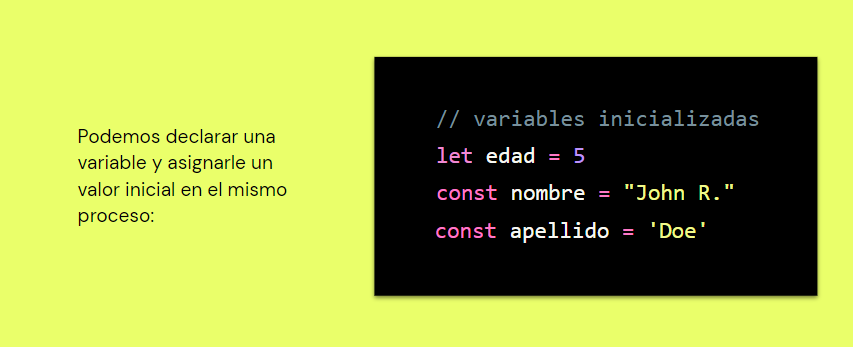 Podemos declarar una
variable y asignarle un
valor inicial en el mismo
proceso:
// variables inicializadas
let edad = 5
const nombre = "John R."
const apellido = 'Doe'